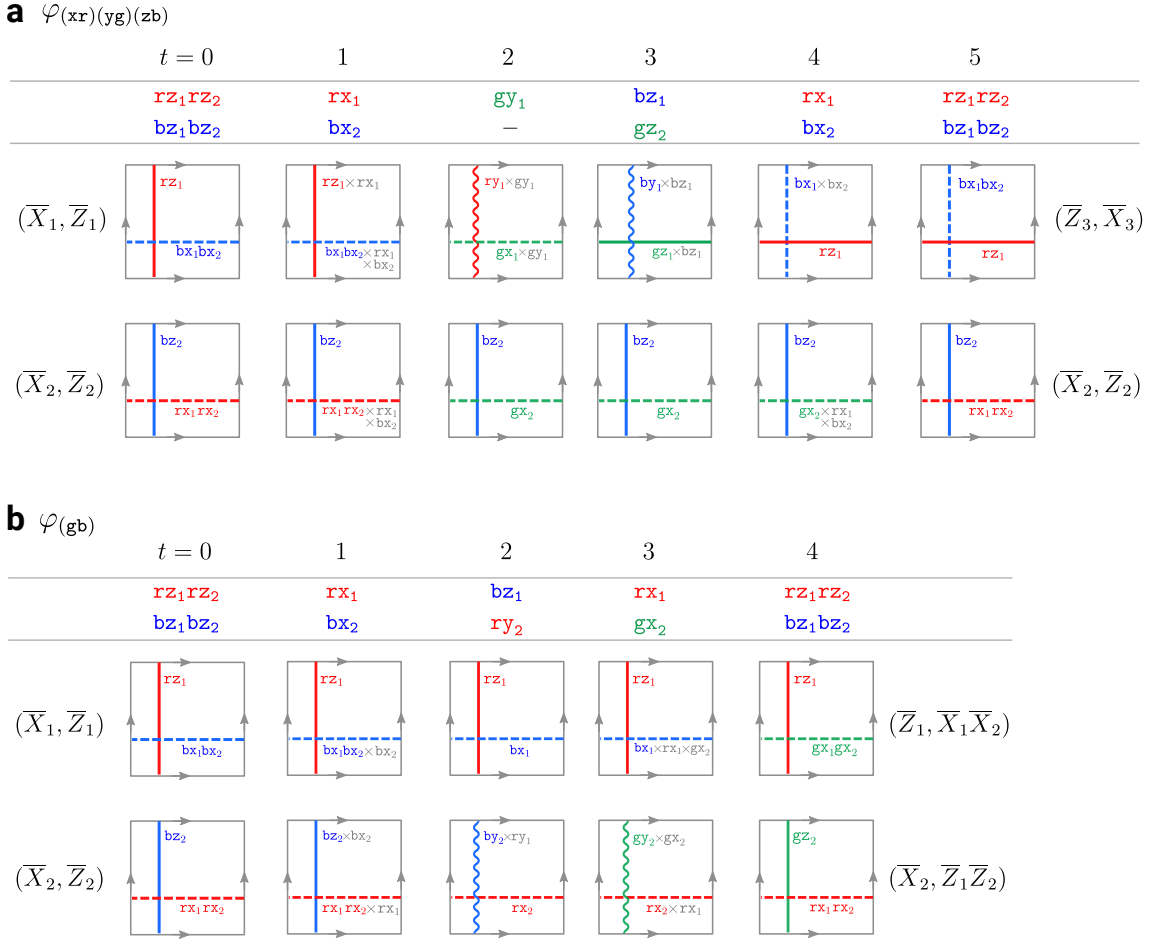 a φ(xr)(yg)(zb)
t = 0 1 2 3 4 5
rz₁rz₂ rx₁ gy₁ bz₁ rx₁ rz₁rz₂
bz₁bz₂ bx₂ – gz₂ bx₂ bz₁bz₂
rz₁ rz₁×rx₁ ry₁×gy₁ by₁×bz₁ bx₁×bx₂ bx₁bx₂
(X̅₁, Z̅₁) (Z̅₃, X̅₃)
bx₁bx₂ bx₁bx₂×rx₁ gx₁×gy₁ gz₁×bz₁ rz₁ rz₁
×bx₂
bz₂ bz₂ bz₂ bz₂ bz₂ bz₂
(X̅₂, Z̅₂) (X̅₂, Z̅₂)
rx₁rx₂ rx₁rx₂×rx₁ gx₂ gx₂ gx₂×rx₁ rx₁rx₂
×bx₂ ×bx₂
b φ(gb)
t = 0 1 2 3 4
rz₁rz₂ rx₁ bz₁ rx₁ rz₁rz₂
bz₁bz₂ bx₂ ry₂ gx₂ bz₁bz₂
rz₁ rz₁ rz₁ rz₁ rz₁
(X̅₁, Z̅₁) (Z̅₁, X̅₁X̅₂)
bx₁bx₂ bx₁bx₂×bx₂ bx₁ bx₁×rx₁×gx₂ gx₁gx₂
bz₂ bz₂×bx₂ by₂×ry₁ gy₂×gx₂ gz₂
(X̅₂, Z̅₂) (X̅₂, Z̅₁Z̅₂)
rx₁rx₂ rx₁rx₂×rx₁ rx₂ rx₂×rx₁ rx₁rx₂